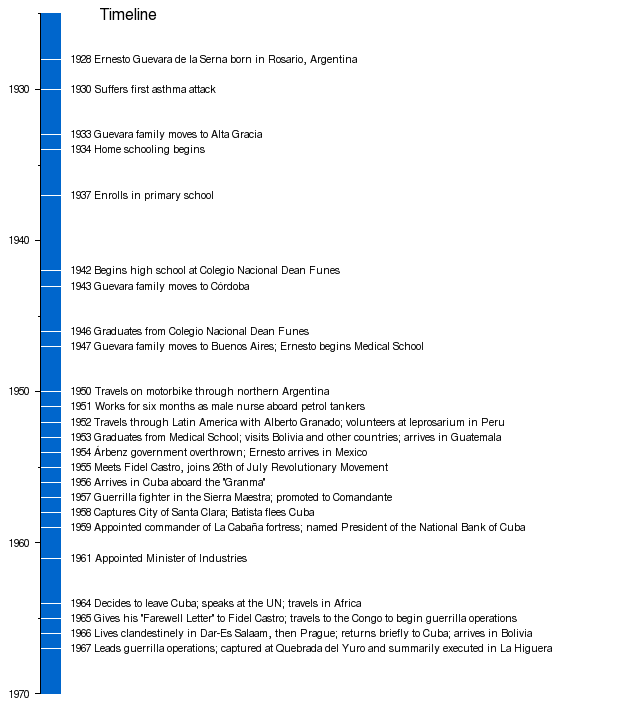 Timeline
1928 Ernesto Guevara de la Serna born in Rosario, Argentina
1930
1930 Suffers first asthma attack
1933 Guevara family moves to Alta Gracia
1934 Home schooling begins
1937 Enrolls in primary school
1940
1942 Begins high school at Colegio Nacional Dean Funes
1943 Guevara family moves to Córdoba
1946 Graduates from Colegio Nacional Dean Funes
1947 Guevara family moves to Buenos Aires; Ernesto begins Medical School
1950
1950 Travels on motorbike through northern Argentina
1951 Works for six months as male nurse aboard petrol tankers
1952 Travels through Latin America with Alberto Granado; volunteers at leprosarium in Peru
1953 Graduates from Medical School; visits Bolivia and other countries; arrives in Guatemala
1954 Árbenz government overthrown; Ernesto arrives in Mexico
1955 Meets Fidel Castro, joins 26th of July Revolutionary Movement
1956 Arrives in Cuba aboard the "Granma"
1957 Guerrilla fighter in the Sierra Maestra; promoted to Comandante
1958 Captures City of Santa Clara; Batista flees Cuba
1959 Appointed commander of La Cabaña fortress; named President of the National Bank of Cuba
1960
1961 Appointed Minister of Industries
1964 Decides to leave Cuba; speaks at the UN; travels in Africa
1965 Gives his "Farewell Letter" to Fidel Castro; travels to the Congo to begin guerrilla operations
1966 Lives clandestinely in Dar-Es Salaam, then Prague; returns briefly to Cuba; arrives in Bolivia
1967 Leads guerrilla operations; captured at Quebrada del Yuro and summarily executed in La Higuera
1970